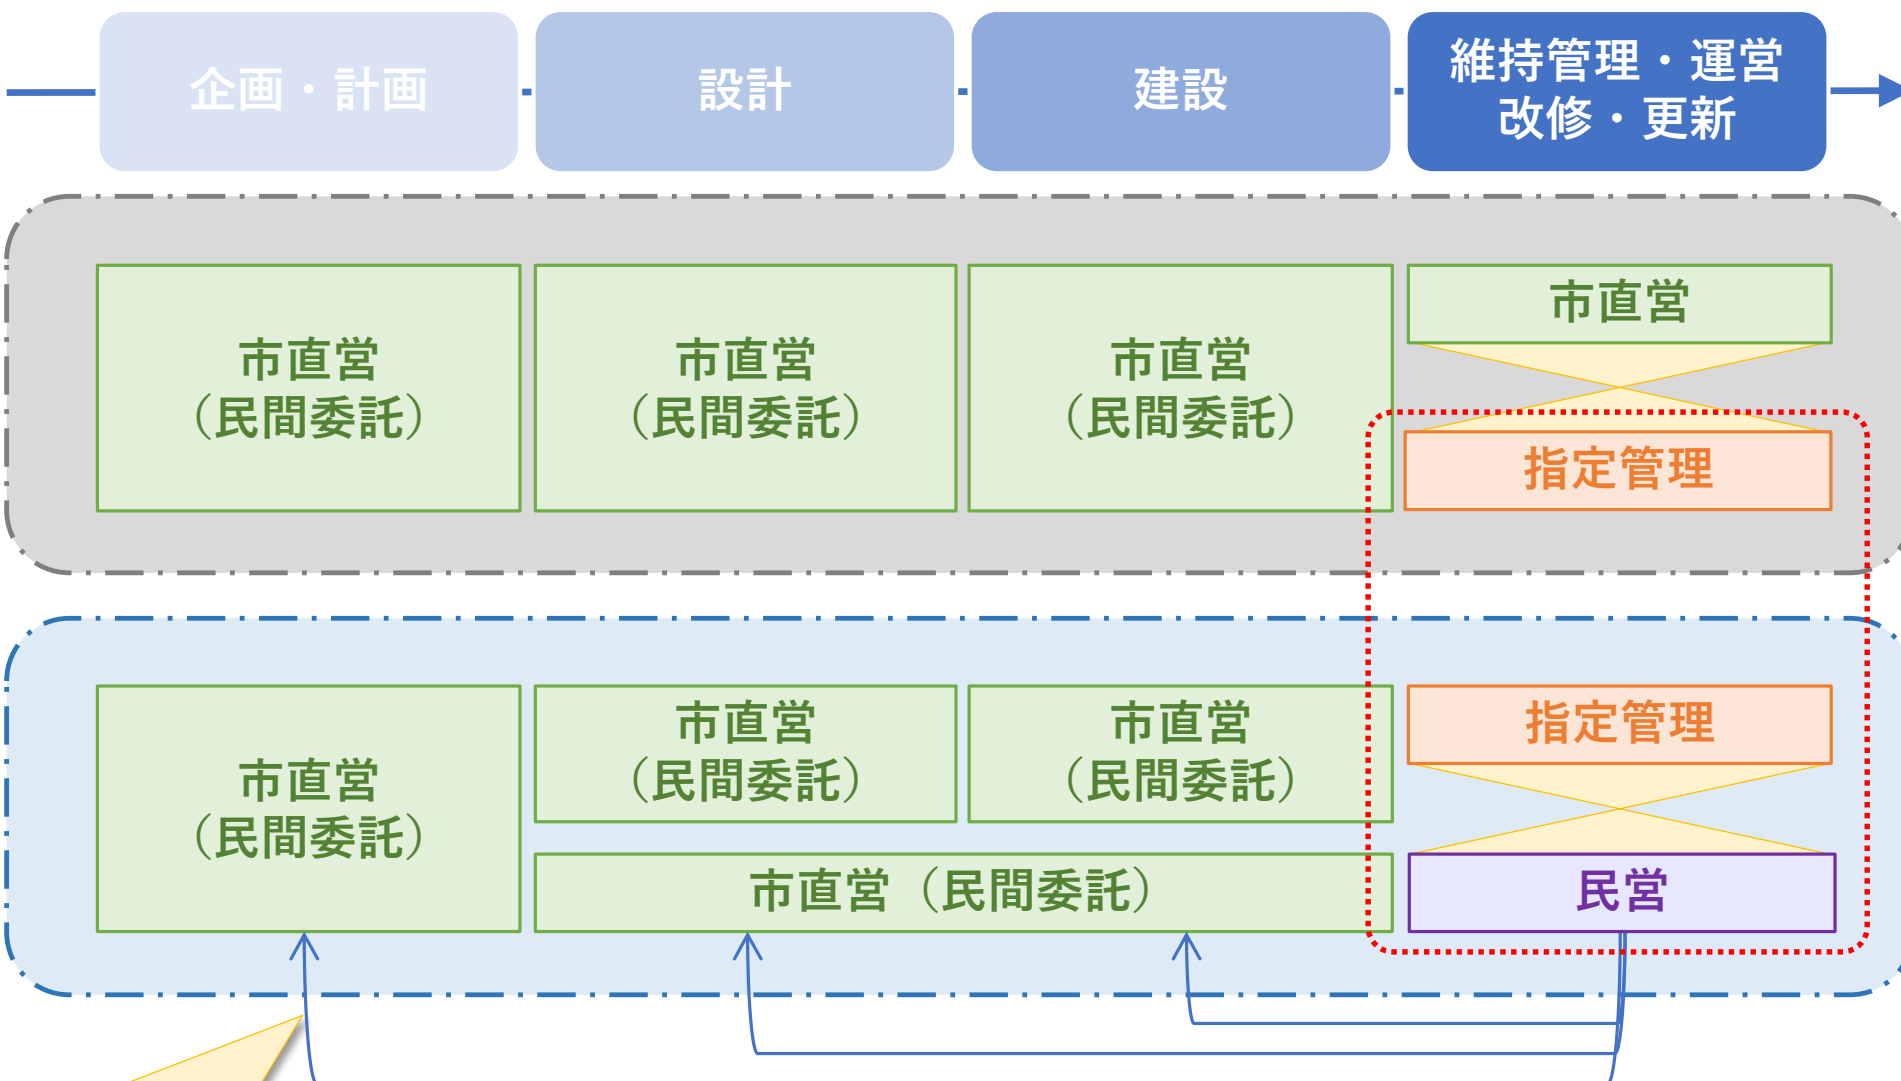 企画・計画
設計
建設
維持管理・運営
改修・更新
市直営
（民間委託）
市直営
（民間委託）
市直営
（民間委託）
市直営
指定管理
市直営
（民間委託）
市直営
（民間委託）
市直営
（民間委託）
市直営（民間委託）
指定管理
民営